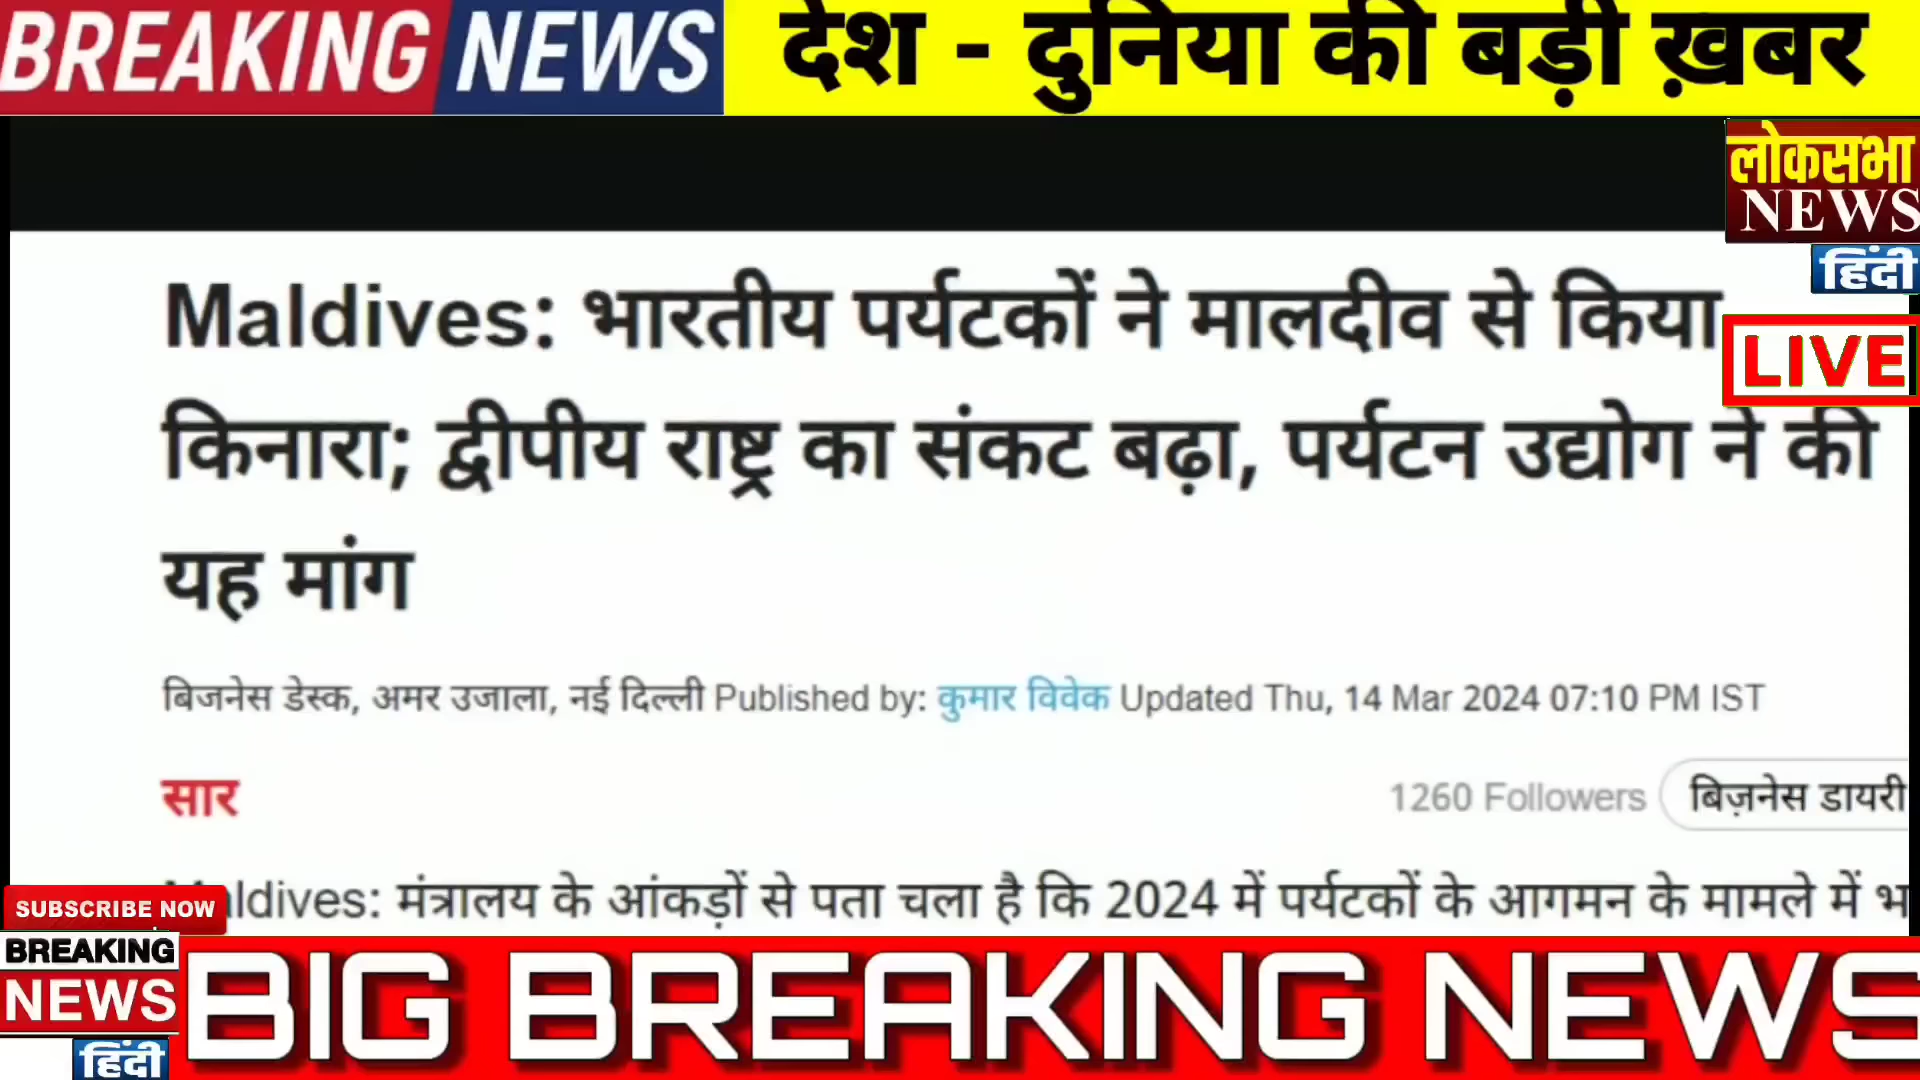 BREAKING NEWS देश - दुनिया की बड़ी ख़बर
लोकसभा
NEWS
हिंदी
LIVE
Maldives: भारतीय पर्यटकों ने मालदीव से किया
किनारा; द्वीपीय राष्ट्र का संकट बढ़ा, पर्यटन उद्योग ने की
यह मांग
बिजनेस डेस्क, अमर उजाला, नई दिल्ली Published by: कुमार विवेक Updated Thu, 14 Mar 2024 07:10 PM IST
सार
1260 Followers बिज़नेस डायरी
Maldives: मंत्रालय के आंकड़ों से पता चला है कि 2024 में पर्यटकों के आगमन के मामले में
SUBSCRIBE NOW
BREAKING
NEWS
हिंदी
BIG BREAKING NEWS